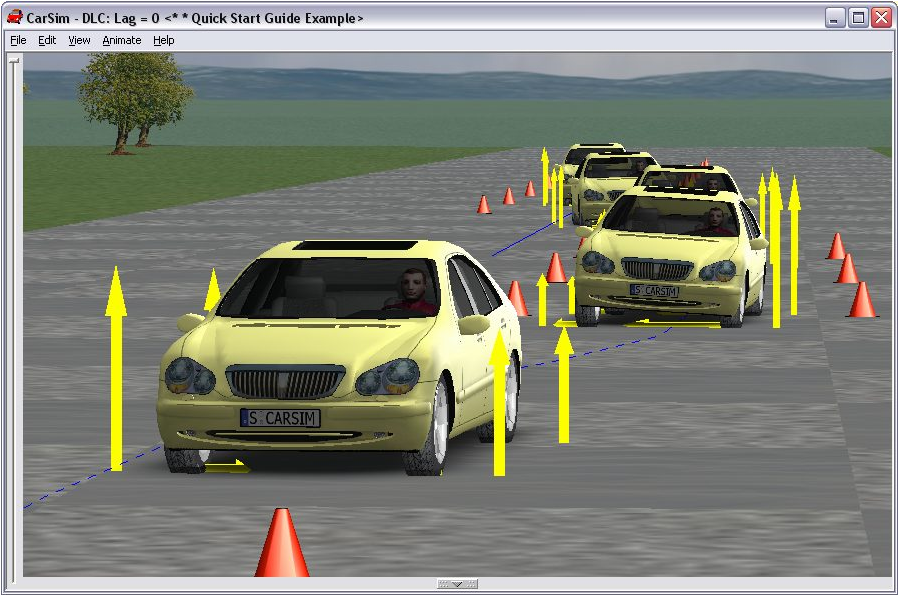 CarSim - DLC: Lag = 0 <* * Quick Start Guide Example>
File Edit View Animate Help
S CARSIM
S CARSIM